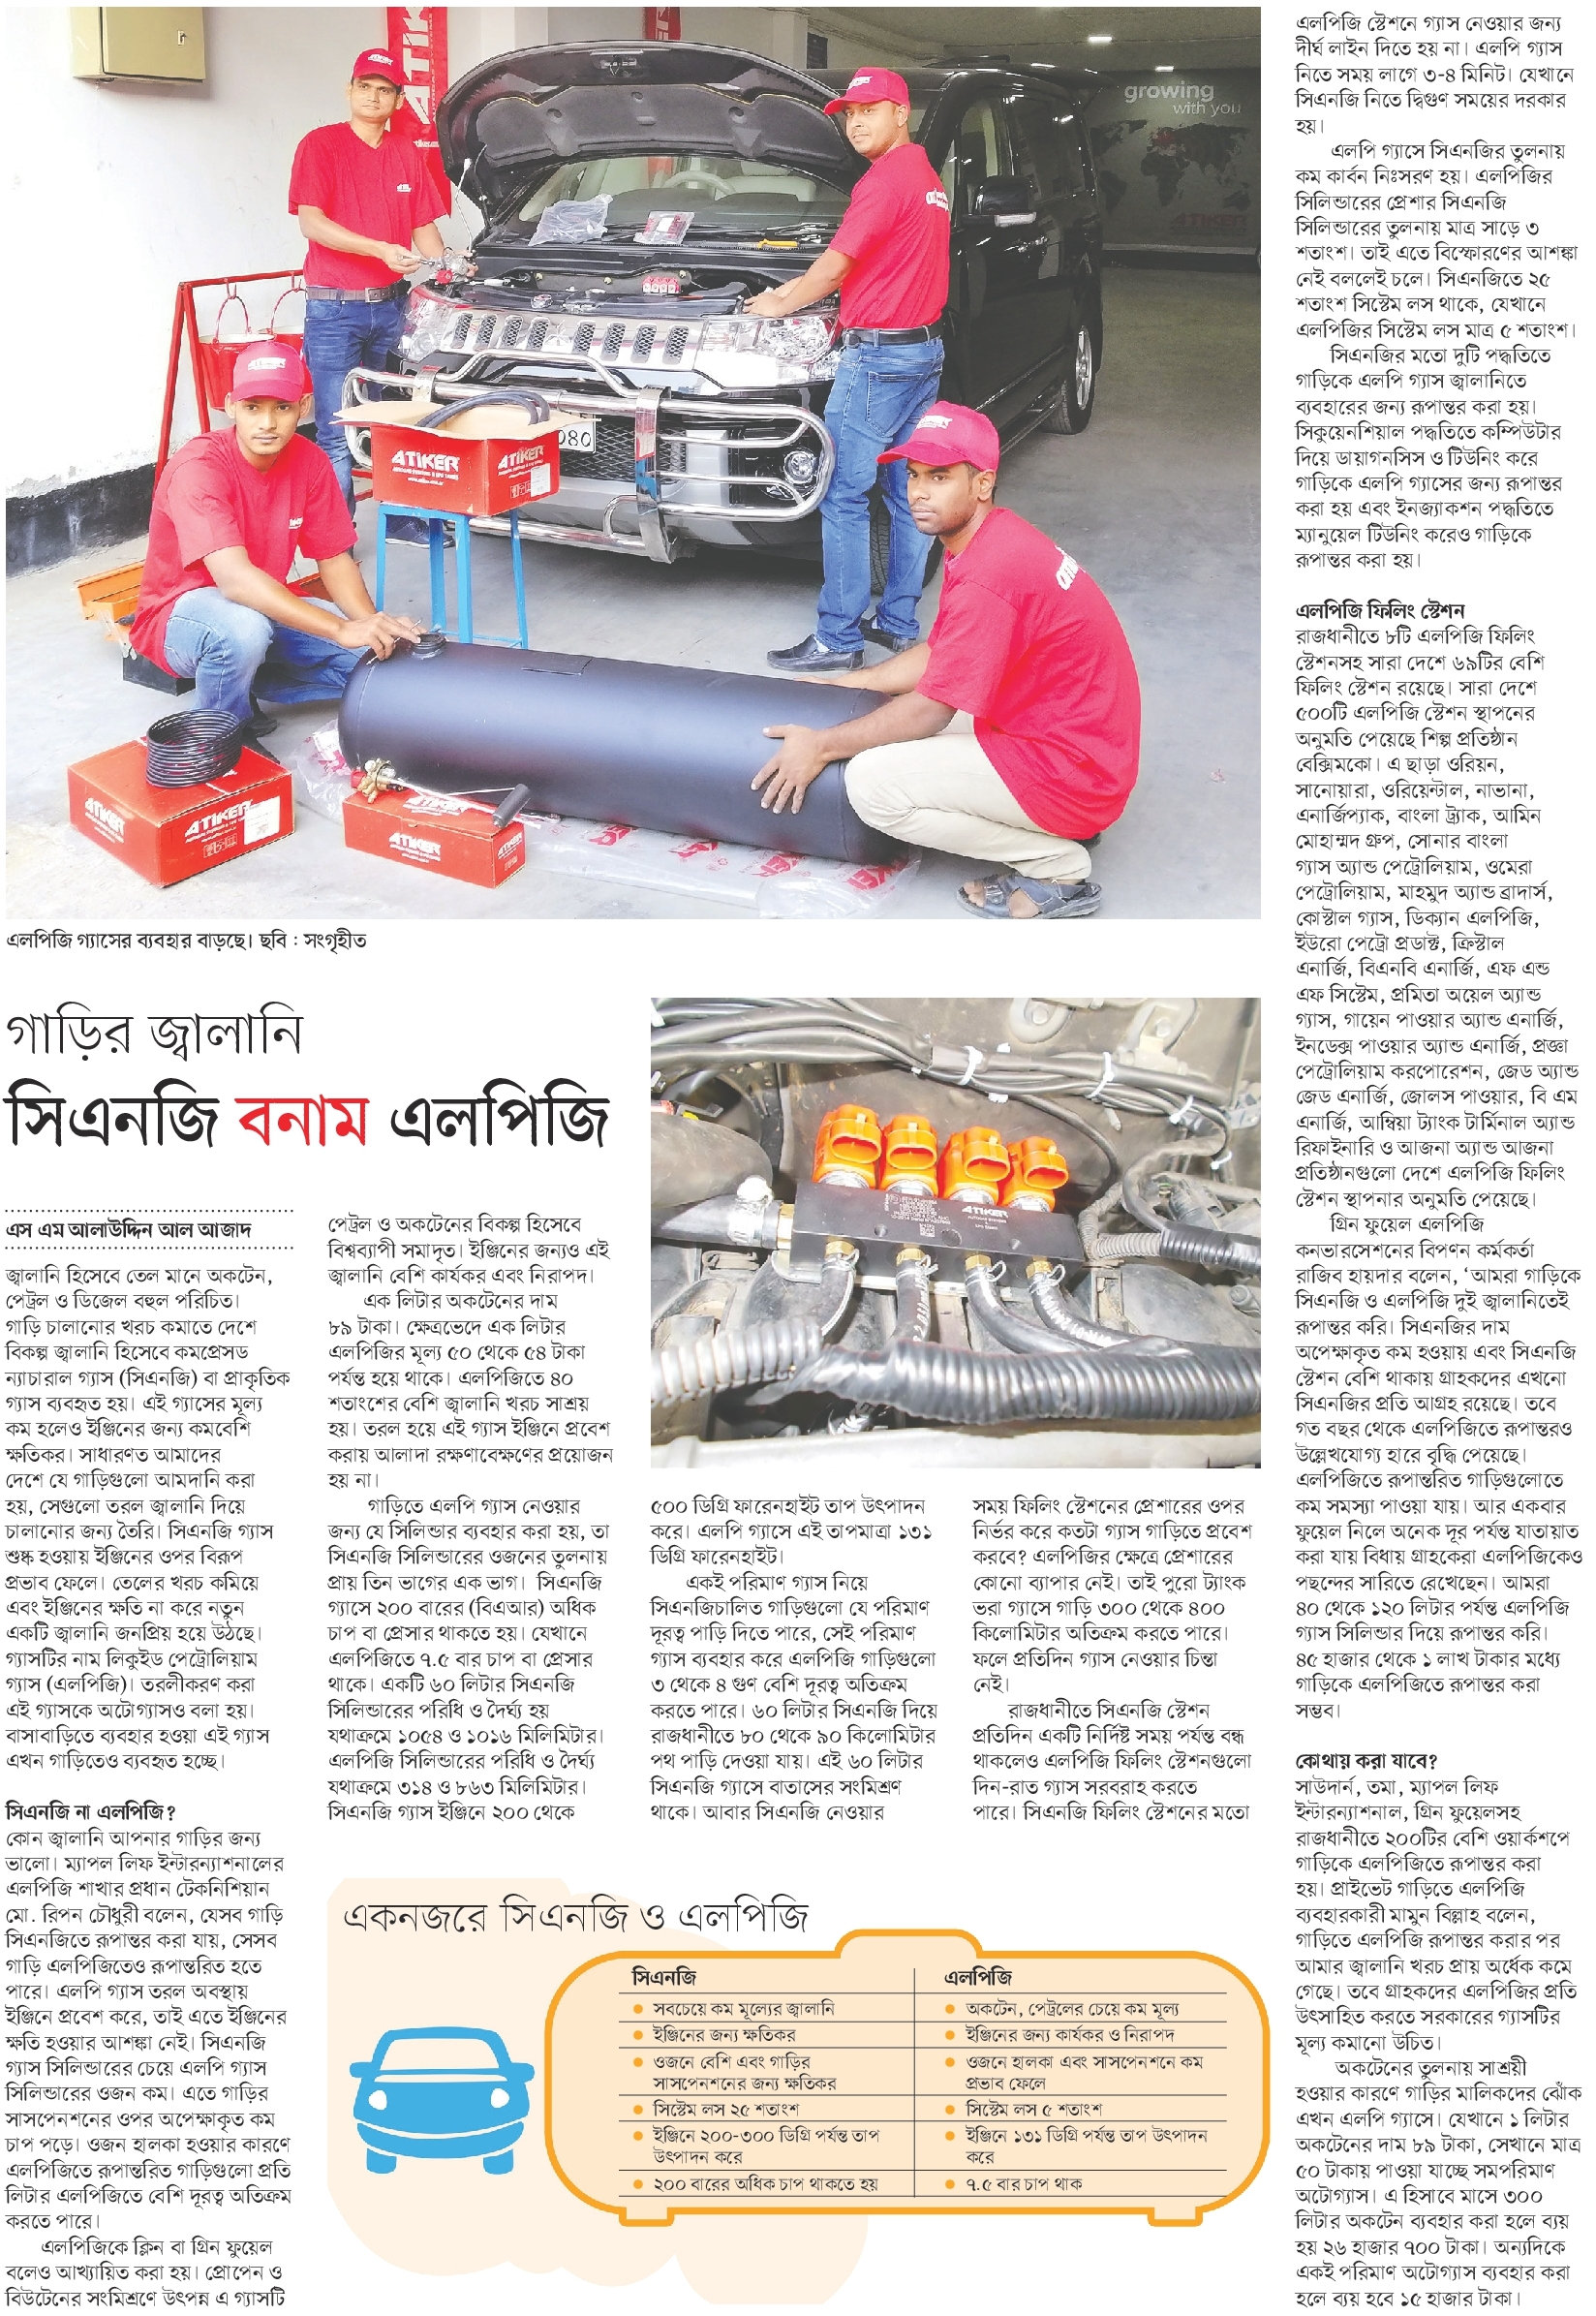 growing
with you
ATIKER
ATIKER
ATIKER
ATIKER
ATIKER
080
এলপিজি গ্যাসের ব্যবহার বাড়ছে। ছবি : সংগৃহীত
গাড়ির জ্বালানি
সিএনজি বনাম এলপিজি
এস এম আলাউদ্দিন আল আজাদ
জ্বালানি হিসেবে তেল মানে অকটেন,
পেট্রল ও ডিজেল বহুল পরিচিত।
গাড়ি চালানোর খরচ কমাতে দেশে
বিকল্প জ্বালানি হিসেবে কমপ্রেসড
ন্যাচারাল গ্যাস (সিএনজি) বা প্রাকৃতিক
গ্যাস ব্যবহৃত হয়। এই গ্যাসের মূল্য
কম হলেও ইঞ্জিনের জন্য কমবেশি
ক্ষতিকর। সাধারণত আমাদের
দেশে যে গাড়িগুলো আমদানি করা
হয়, সেগুলো তরল জ্বালানি দিয়ে
চালানোর জন্য তৈরি। সিএনজি গ্যাস
শুষ্ক হওয়ায় ইঞ্জিনের ওপর বিরূপ
প্রভাব ফেলে। তেলের খরচ কমিয়ে
এবং ইঞ্জিনের ক্ষতি না করে নতুন
একটি জ্বালানি জনপ্রিয় হয়ে উঠছে।
গ্যাসটির নাম লিকুইড পেট্রোলিয়াম
গ্যাস (এলপিজি)। তরলীকরণ করা
এই গ্যাসকে অটোগ্যাসও বলা হয়।
বাসাবাড়িতে ব্যবহার হওয়া এই গ্যাস
এখন গাড়িতেও ব্যবহৃত হচ্ছে।
সিএনজি না এলপিজি?
কোন জ্বালানি আপনার গাড়ির জন্য
ভালো। ম্যাপল লিফ ইন্টারন্যাশনালের
এলপিজি শাখার প্রধান টেকনিশিয়ান
মো. রিপন চৌধুরী বলেন, যেসব গাড়ি
সিএনজিতে রূপান্তর করা যায়, সেসব
গাড়ি এলপিজিতেও রূপান্তরিত হতে
পারে। এলপি গ্যাস তরল অবস্থায়
ইঞ্জিনে প্রবেশ করে, তাই এতে ইঞ্জিনের
ক্ষতি হওয়ার আশঙ্কা নেই। সিএনজি
গ্যাস সিলিন্ডারের চেয়ে এলপি গ্যাস
সিলিন্ডারের ওজন কম। এতে গাড়ির
সাসপেনশনের ওপর অপেক্ষাকৃত কম
চাপ পড়ে। ওজন হালকা হওয়ার কারণে
এলপিজিতে রূপান্তরিত গাড়িগুলো প্রতি
লিটার এলপিজিতে বেশি দূরত্ব অতিক্রম
করতে পারে।
এলপিজিকে ক্লিন বা গ্রিন ফুয়েল
বলেও আখ্যায়িত করা হয়। প্রোপেন ও
বিউটেনের সংমিশ্রণে উৎপন্ন এ গ্যাসটি
পেট্রল ও অকটেনের বিকল্প হিসেবে
বিশ্বব্যাপী সমাদৃত। ইঞ্জিনের জন্যও এই
জ্বালানি বেশি কার্যকর এবং নিরাপদ।
এক লিটার অকটেনের দাম
৮৯ টাকা। ক্ষেত্রভেদে এক লিটার
এলপিজির মূল্য ৫০ থেকে ৫৪ টাকা
পর্যন্ত হয়ে থাকে। এলপিজিতে ৪০
শতাংশের বেশি জ্বালানি খরচ সাশ্রয়
হয়। তরল হয়ে এই গ্যাস ইঞ্জিনে প্রবেশ
করায় আলাদা রক্ষণাবেক্ষণের প্রয়োজন
হয় না।
গাড়িতে এলপি গ্যাস নেওয়ার
জন্য যে সিলিন্ডার ব্যবহার করা হয়, তা
সিএনজি সিলিন্ডারের ওজনের তুলনায়
প্রায় তিন ভাগের এক ভাগ। সিএনজি
গ্যাসে ২০০ বারের (বিএআর) অধিক
চাপ বা প্রেসার থাকতে হয়। যেখানে
এলপিজিতে ৭.৫ বার চাপ বা প্রেসার
থাকে। একটি ৬০ লিটার সিএনজি
সিলিন্ডারের পরিধি ও দৈর্ঘ্য হয়
যথাক্রমে ১০৫৪ ও ১০১৬ মিলিমিটার।
এলপিজি সিলিন্ডারের পরিধি ও দৈর্ঘ্য
যথাক্রমে ৩১৪ ও ৮৬৩ মিলিমিটার।
সিএনজি গ্যাস ইঞ্জিনে ২০০ থেকে
ATIKER
৫০০ ডিগ্রি ফারেনহাইট তাপ উৎপাদন
করে। এলপি গ্যাসে এই তাপমাত্রা ১৩১
ডিগ্রি ফারেনহাইট।
একই পরিমাণ গ্যাস নিয়ে
সিএনজিচালিত গাড়িগুলো যে পরিমাণ
দূরত্ব পাড়ি দিতে পারে, সেই পরিমাণ
গ্যাস ব্যবহার করে এলপিজি গাড়িগুলো
৩ থেকে ৪ গুণ বেশি দূরত্ব অতিক্রম
করতে পারে। ৬০ লিটার সিএনজি দিয়ে
রাজধানীতে ৮০ থেকে ৯০ কিলোমিটার
পথ পাড়ি দেওয়া যায়। এই ৬০ লিটার
সিএনজি গ্যাসে বাতাসের সংমিশ্রণ
থাকে। আবার সিএনজি নেওয়ার
সময় ফিলিং স্টেশনের প্রেশারের ওপর
নির্ভর করে কতটা গ্যাস গাড়িতে প্রবেশ
করবে? এলপিজির ক্ষেত্রে প্রেশারের
কোনো ব্যাপার নেই। তাই পুরো ট্যাংক
ভরা গ্যাসে গাড়ি ৩০০ থেকে ৪০০
কিলোমিটার অতিক্রম করতে পারে।
ফলে প্রতিদিন গ্যাস নেওয়ার চিন্তা
নেই।
রাজধানীতে সিএনজি স্টেশন
প্রতিদিন একটি নির্দিষ্ট সময় পর্যন্ত বন্ধ
থাকলেও এলপিজি ফিলিং স্টেশনগুলো
দিন-রাত গ্যাস সরবরাহ করতে
পারে। সিএনজি ফিলিং স্টেশনের মতো
এলপিজি স্টেশনে গ্যাস নেওয়ার জন্য
দীর্ঘ লাইন দিতে হয় না। এলপি গ্যাস
নিতে সময় লাগে ৩-৪ মিনিট। যেখানে
সিএনজি নিতে দ্বিগুণ সময়ের দরকার
হয়।
এলপি গ্যাসে সিএনজির তুলনায়
কম কার্বন নিঃসরণ হয়। এলপিজির
সিলিন্ডারের প্রেশার সিএনজি
সিলিন্ডারের তুলনায় মাত্র সাড়ে ৩
শতাংশ। তাই এতে বিস্ফোরণের আশঙ্কা
নেই বললেই চলে। সিএনজিতে ২৫
শতাংশ সিস্টেম লস থাকে, যেখানে
এলপিজির সিস্টেম লস মাত্র ৫ শতাংশ।
সিএনজির মতো দুটি পদ্ধতিতে
গাড়িকে এলপি গ্যাস জ্বালানিতে
ব্যবহারের জন্য রূপান্তর করা হয়।
সিকুয়েনশিয়াল পদ্ধতিতে কম্পিউটার
দিয়ে ডায়াগনসিস ও টিউনিং করে
গাড়িকে এলপি গ্যাসের জন্য রূপান্তর
করা হয় এবং ইনজ্যাকশন পদ্ধতিতে
ম্যানুয়েল টিউনিং করেও গাড়িকে
রূপান্তর করা হয়।
এলপিজি ফিলিং স্টেশন
রাজধানীতে ৮টি এলপিজি ফিলিং
স্টেশনসহ সারা দেশে ৬৯টির বেশি
ফিলিং স্টেশন রয়েছে। সারা দেশে
৫০০টি এলপিজি স্টেশন স্থাপনের
অনুমতি পেয়েছে শিল্প প্রতিষ্ঠান
বেক্সিমকো। এ ছাড়া ওরিয়ন,
সানোয়ারা, ওরিয়েন্টাল, নাভানা,
এনার্জিপ্যাক, বাংলা ট্র্যাক, আমিন
মোহাম্মদ গ্রুপ, সোনার বাংলা
গ্যাস অ্যান্ড পেট্রোলিয়াম, ওমেরা
পেট্রোলিয়াম, মাহমুদ অ্যান্ড ব্রাদার্স,
কোস্টাল গ্যাস, ডিক্যান এলপিজি,
ইউরো পেট্রো প্রডাক্ট, ক্রিস্টাল
এনার্জি, বিএনবি এনার্জি, এফ এন্ড
এফ সিস্টেম, প্রমিতা অয়েল অ্যান্ড
গ্যাস, গায়েন পাওয়ার অ্যান্ড এনার্জি,
ইনডেক্স পাওয়ার অ্যান্ড এনার্জি, প্রজ্ঞা
পেট্রোলিয়াম করপোরেশন, জেড অ্যান্ড
জেড এনার্জি, জোলস পাওয়ার, বি এম
এনার্জি, আম্বিয়া ট্যাংক টার্মিনাল অ্যান্ড
রিফাইনারি ও আজনা অ্যান্ড আজনা
প্রতিষ্ঠানগুলো দেশে এলপিজি ফিলিং
স্টেশন স্থাপনার অনুমতি পেয়েছে।
গ্রিন ফুয়েল এলপিজি
কনভারসেশনের বিপণন কর্মকর্তা
রাজিব হায়দার বলেন, ‘আমরা গাড়িকে
সিএনজি ও এলপিজি দুই জ্বালানিতেই
রূপান্তর করি। সিএনজির দাম
অপেক্ষাকৃত কম হওয়ায় এবং সিএনজি
স্টেশন বেশি থাকায় গ্রাহকদের এখনো
সিএনজির প্রতি আগ্রহ রয়েছে। তবে
গত বছর থেকে এলপিজিতে রূপান্তরও
উল্লেখযোগ্য হারে বৃদ্ধি পেয়েছে।
এলপিজিতে রূপান্তরিত গাড়িগুলোতে
কম সমস্যা পাওয়া যায়। আর একবার
ফুয়েল নিলে অনেক দূর পর্যন্ত যাতায়াত
করা যায় বিধায় গ্রাহকেরা এলপিজিকেও
পছন্দের সারিতে রেখেছেন। আমরা
৪০ থেকে ১২০ লিটার পর্যন্ত এলপিজি
গ্যাস সিলিন্ডার দিয়ে রূপান্তর করি।
৪৫ হাজার থেকে ১ লাখ টাকার মধ্যে
গাড়িকে এলপিজিতে রূপান্তর করা
সম্ভব।
কোথায় করা যাবে?
সাউদার্ন, তমা, ম্যাপল লিফ
ইন্টারন্যাশনাল, গ্রিন ফুয়েলসহ
রাজধানীতে ২০০টির বেশি ওয়ার্কশপে
গাড়িকে এলপিজিতে রূপান্তর করা
হয়। প্রাইভেট গাড়িতে এলপিজি
ব্যবহারকারী মামুন বিল্লাহ বলেন,
গাড়িতে এলপিজি রূপান্তর করার পর
আমার জ্বালানি খরচ প্রায় অর্ধেক কমে
গেছে। তবে গ্রাহকদের এলপিজির প্রতি
উৎসাহিত করতে সরকারের গ্যাসটির
মূল্য কমানো উচিত।
অকটেনের তুলনায় সাশ্রয়ী
হওয়ার কারণে গাড়ির মালিকদের ঝোঁক
এখন এলপি গ্যাসে। যেখানে ১ লিটার
অকটেনের দাম ৮৯ টাকা, সেখানে মাত্র
৫০ টাকায় পাওয়া যাচ্ছে সমপরিমাণ
অটোগ্যাস। এ হিসাবে মাসে ৩০০
লিটার অকটেন ব্যবহার করা হলে ব্যয়
হয় ২৬ হাজার ৭০০ টাকা। অন্যদিকে
একই পরিমাণ অটোগ্যাস ব্যবহার করা
হলে ব্যয় হবে ১৫ হাজার টাকা।
একনজরে সিএনজি ও এলপিজি
সিএনজি
এলপিজি
সবচেয়ে কম মূল্যের জ্বালানি
অকটেন, পেট্রলের চেয়ে কম মূল্য
ইঞ্জিনের জন্য ক্ষতিকর
ইঞ্জিনের জন্য কার্যকর ও নিরাপদ
ওজনে বেশি এবং গাড়ির
সাসপেনশনের জন্য ক্ষতিকর
ওজনে হালকা এবং সাসপেনশনে কম
প্রভাব ফেলে
সিস্টেম লস ২৫ শতাংশ
সিস্টেম লস ৫ শতাংশ
ইঞ্জিনে ২০০-৩০০ ডিগ্রি পর্যন্ত তাপ
উৎপাদন করে
ইঞ্জিনে ১৩১ ডিগ্রি পর্যন্ত তাপ উৎপাদন
করে
২০০ বারের অধিক চাপ থাকতে হয়
৭.৫ বার চাপ থাক